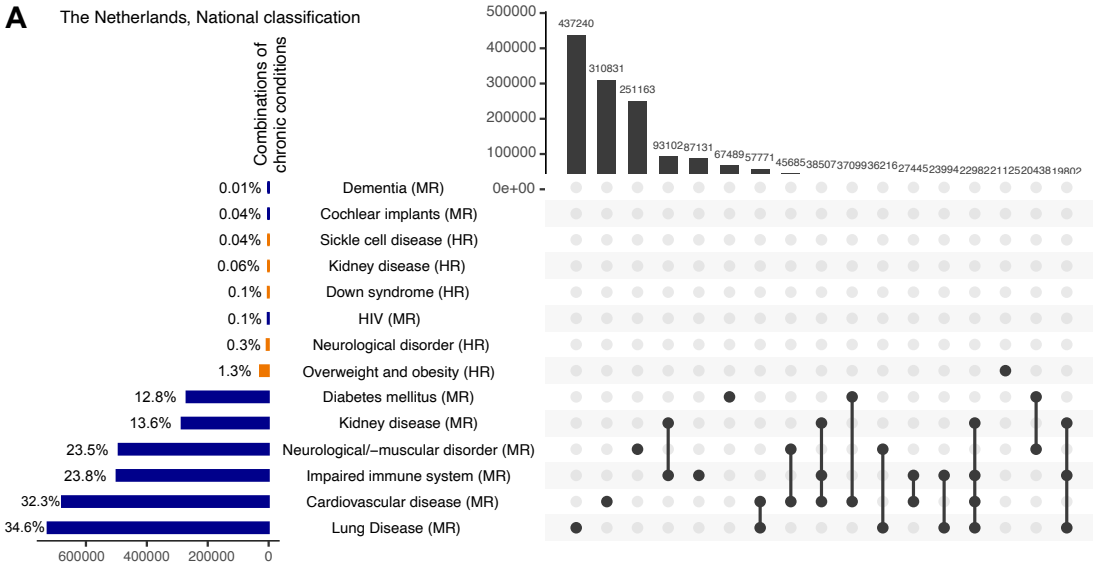 A The Netherlands, National classification
Combinations of
chronic conditions
500000
400000
300000
200000
100000
0e+00
437240 310831 251163 93102 87131 67489 57771 45685 38507 37099 36216 27445 23994 22982 21125 20438 19802
0.01% Dementia (MR)
0.04% Cochlear implants (MR)
0.04% Sickle cell disease (HR)
0.06% Kidney disease (HR)
0.1% Down syndrome (HR)
0.1% HIV (MR)
0.3% Neurological disorder (HR)
1.3% Overweight and obesity (HR)
12.8% Diabetes mellitus (MR)
13.6% Kidney disease (MR)
23.5% Neurological/−muscular disorder (MR)
23.8% Impaired immune system (MR)
32.3% Cardiovascular disease (MR)
34.6% Lung Disease (MR)
600000 400000 200000 0